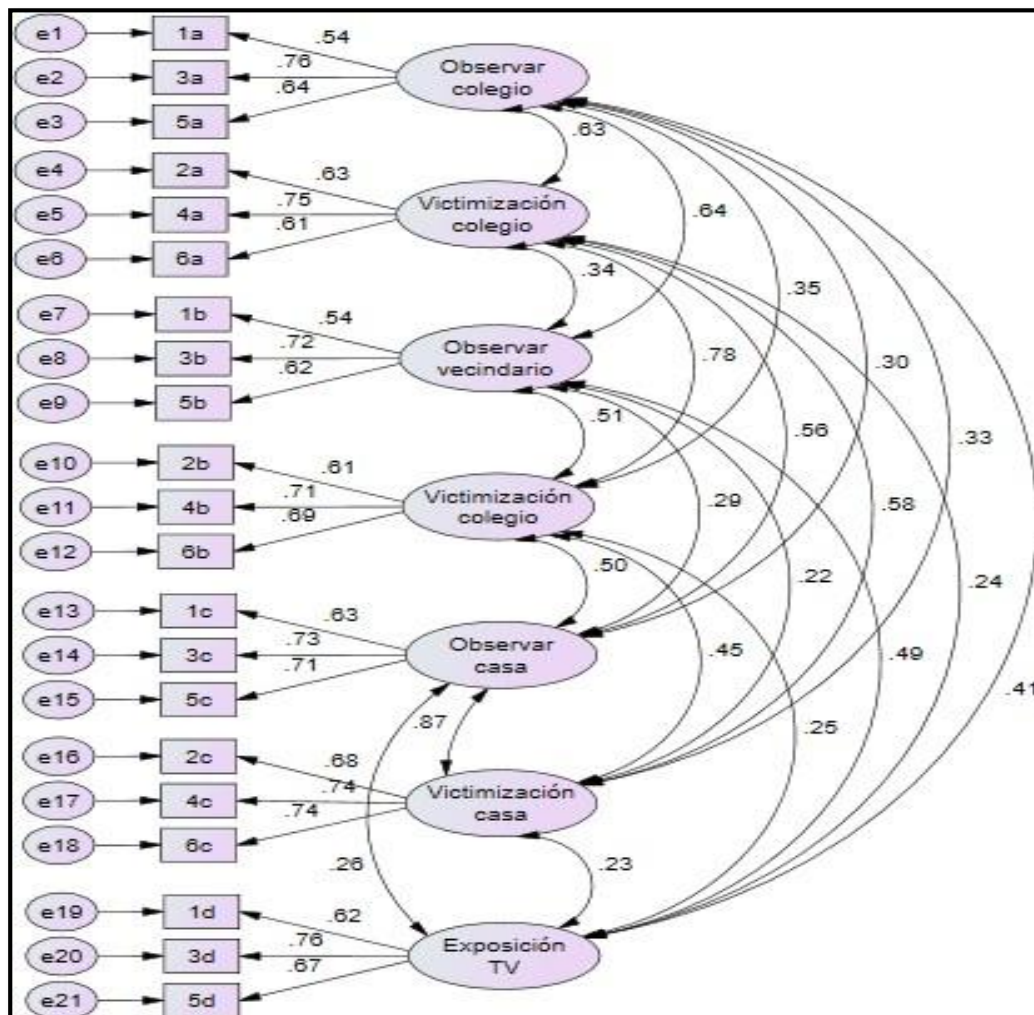 e1
1a
.54
.76
.64
Observar
colegio
e2
3a
e3
5a
.63
e4
2a
.63
.75
.61
Victimización
colegio
.64
e5
4a
e6
6a
.34
.35
e7
1b
.54
.72
.62
Observar
vecindario
.78
.30
e8
3b
e9
5b
.51
.56
.33
e10
2b
.61
.71
.69
Victimización
colegio
.29
.58
e11
4b
e12
6b
.50
.22
.24
e13
1c
.63
.73
.71
Observar
casa
.45
.49
.41
e14
3c
e15
5c
.87
.25
e16
2c
.68
.74
.74
Victimización
casa
e17
4c
e18
6c
.26
.23
e19
1d
.62
.76
.67
Exposición
TV
e20
3d
e21
5d